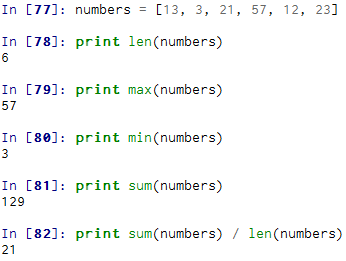 In [77]: numbers = [13, 3, 21, 57, 12, 23]
In [78]: print len(numbers)
6
In [79]: print max(numbers)
57
In [80]: print min(numbers)
3
In [81]: print sum(numbers)
129
In [82]: print sum(numbers) / len(numbers)
21